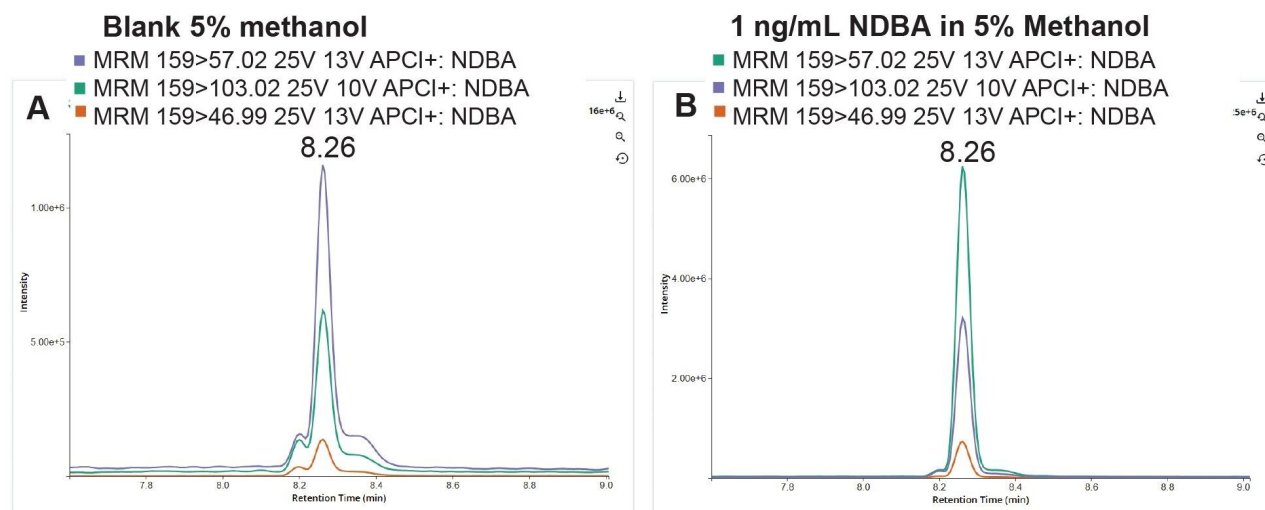 Blank 5% methanol
MRM 159>57.02 25V 13V APCI+: NDBA
MRM 159>103.02 25V 10V APCI+: NDBA
MRM 159>46.99 25V 13V APCI+: NDBA
A
16e+6
8.26
1.00e+6
5.00e+5
Intensity
7.8 8.0 8.2 8.4 8.6 8.8 9.0
Retention Time (min)
1 ng/mL NDBA in 5% Methanol
MRM 159>57.02 25V 13V APCI+: NDBA
MRM 159>103.02 25V 10V APCI+: NDBA
MRM 159>46.99 25V 13V APCI+: NDBA
B
8.26
6.00e+6
4.00e+6
2.00e+6
Intensity
7.8 8.0 8.2 8.4 8.6 8.8 9.0
Retention Time (min)